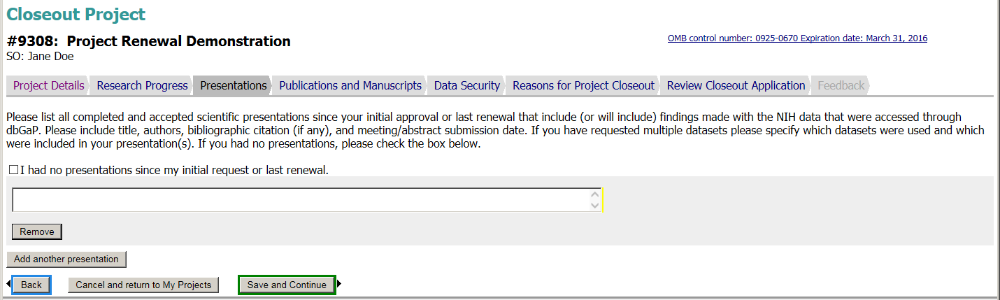 Closeout Project
#9308: Project Renewal Demonstration
OMB control number: 0925-0670 Expiration date: March 31, 2016
SO: Jane Doe
Project Details Research Progress Presentations Publications and Manuscripts Data Security Reasons for Project Closeout Review Closeout Application Feedback
Please list all completed and accepted scientific presentations since your initial approval or last renewal that include (or will include) findings made with the NIH data that were accessed through
dbGaP. Please include title, authors, bibliographic citation (if any), and meeting/abstract submission date. If you have requested multiple datasets please specify which datasets were used and which
were included in your presentation(s). If you had no presentations, please check the box below.
I had no presentations since my initial request or last renewal.
Remove
Add another presentation
Back Cancel and return to My Projects Save and Continue